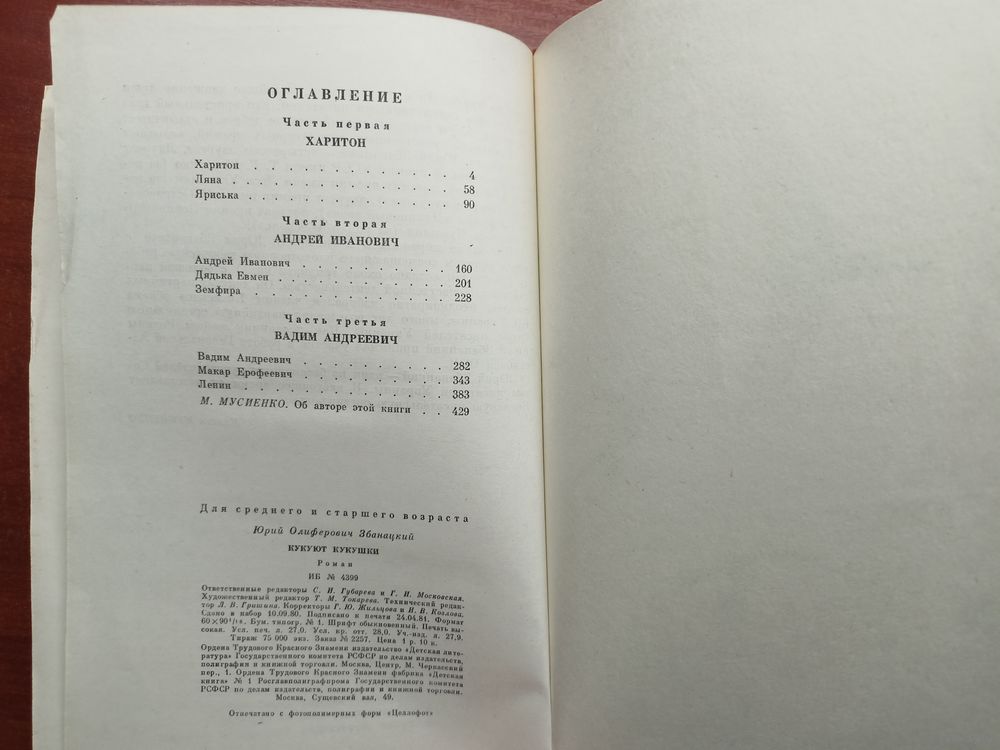 ОГЛАВЛЕНИЕ
Часть первая
ХАРИТОН
Харитон . . . . . . . . . . . . . 4
Ляна . . . . . . . . . . . . . . 58
Яриська . . . . . . . . . . . . . 90
Часть вторая
АНДРЕЙ ИВАНОВИЧ
Андрей Иванович . . . . . . . . . . 160
Дядька Евмен . . . . . . . . . . . 201
Земфира . . . . . . . . . . . . . 228
Часть третья
ВАДИМ АНДРЕЕВИЧ
Вадим Андреевич . . . . . . . . . . 282
Макар Ерофеевич . . . . . . . . . . 343
Ленин . . . . . . . . . . . . . . 383
М. МУСИЕНКО. Об авторе этой книги . . 429
Для среднего и старшего возраста
Юрий Олиферович Збанацкий
КУКУЮТ КУКУШКИ
Роман
ИБ № 4399
Ответственные редакторы С. Н. Губарева и Г. И. Московская.
Художественный редактор Т. М. Токарева. Технический редак-
тор Л. В. Гришина. Корректоры Г. Ю. Жильцова и Н. В. Козлова.
Сдано в набор 10.09.80. Подписано к печати 24.04.81. Формат
60×90¹/₁₆. Бум. типогр. № 1. Шрифт обыкновенный. Печать вы-
сокая. Усл. печ. л. 27,0. Усл. кр. отт. 28,0. Уч.-изд. л. 27,9.
Тираж 75 000 экз. Заказ № 2257. Цена 1 р. 10 к.
Ордена Трудового Красного Знамени издательство «Детская лите-
ратура» Государственного комитета РСФСР по делам издательств,
полиграфии и книжной торговли. Москва, Центр, М. Черкасский
пер., 1. Ордена Трудового Красного Знамени фабрика «Детская
книга» № 1 Росглавполиграфпрома Государственного комитета
РСФСР по делам издательств, полиграфии и книжной торговли.
Москва, Сущевский вал, 49.
Отпечатано с фотополимерных форм «Целлофот»